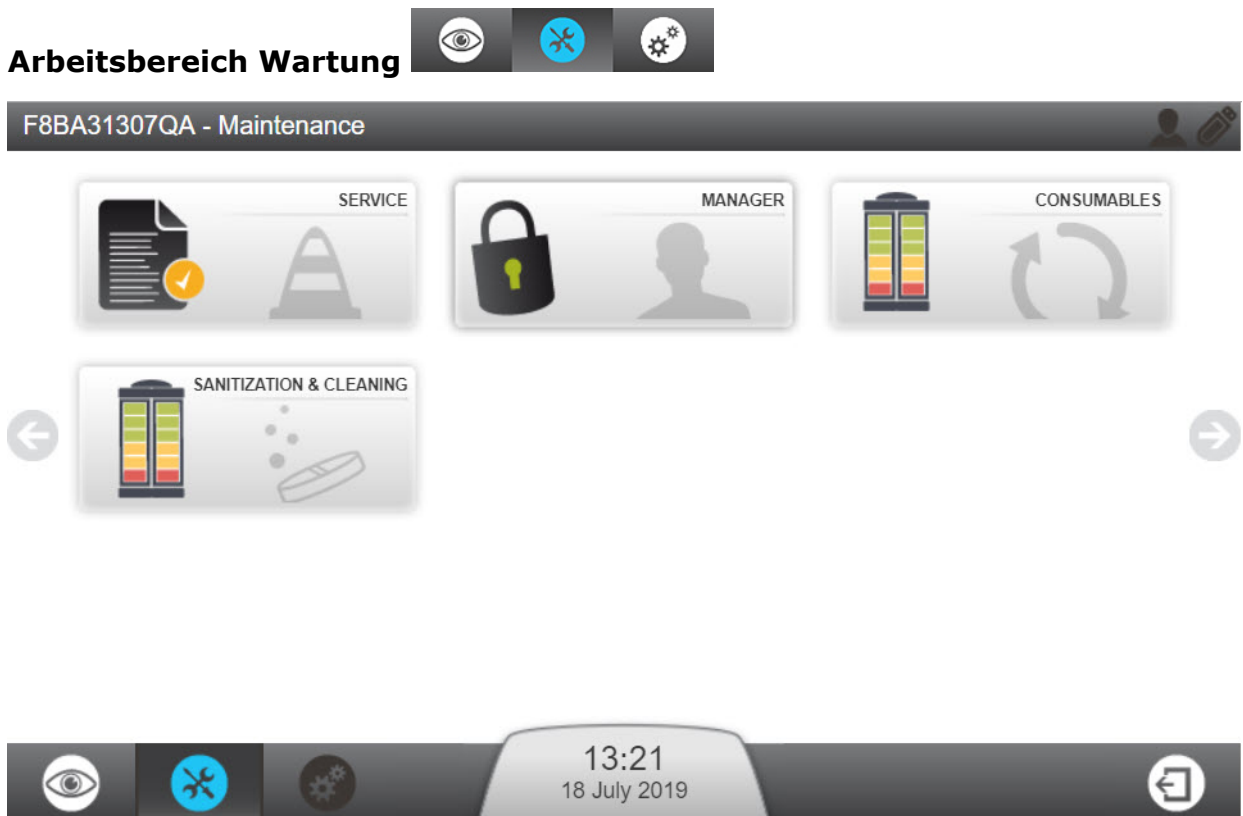 Arbeitsbereich Wartung
F8BA31307QA - Maintenance
SERVICE
MANAGER
CONSUMABLES
SANITIZATION & CLEANING
13:21
18 July 2019